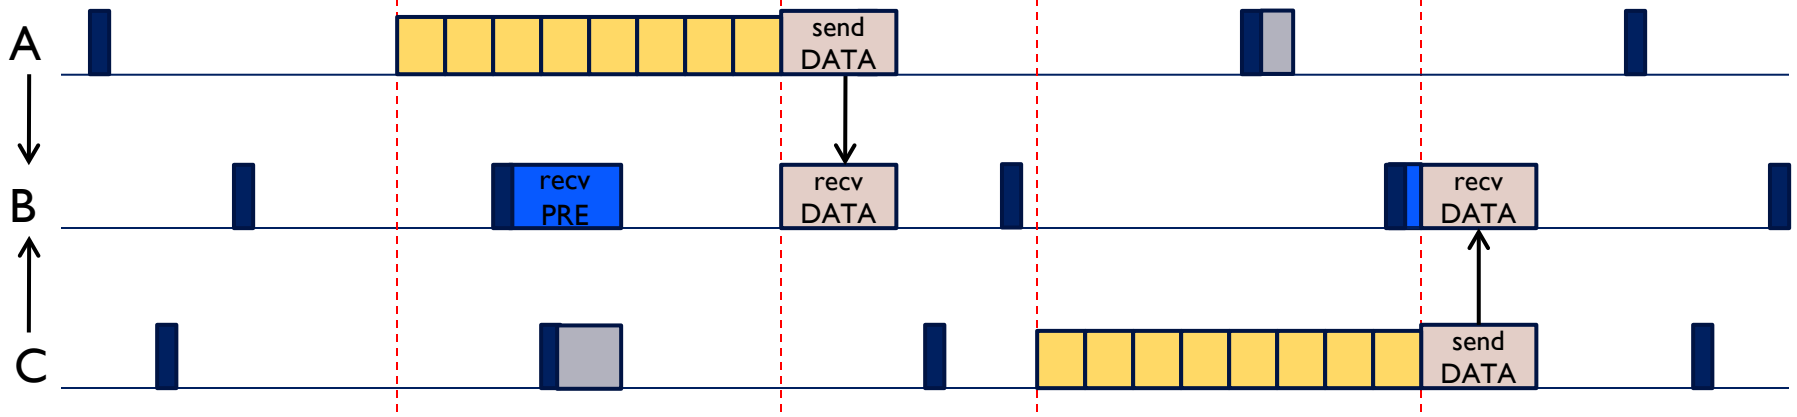 A
send
DATA
B
recv
PRE
recv
DATA
recv
DATA
C
send
DATA